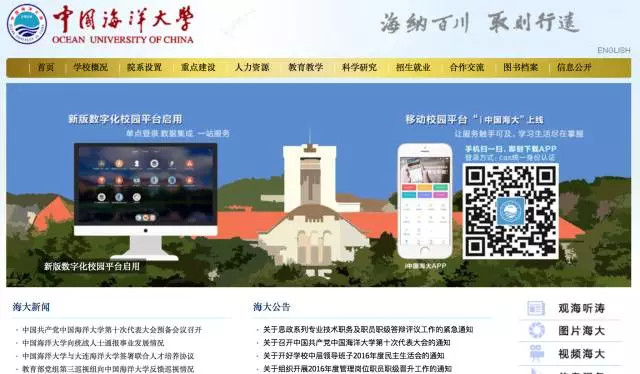 中国海洋大学
OCEAN UNIVERSITY OF CHINA
海纳百川 取则行远
ENGLISH
首页 学校概况 院系设置 重点建设 人力资源 教育教学 科学研究 招生就业 合作交流 图书档案 信息公开
新版数字化校园平台启用
单点登录 数据集成 一站服务
移动校园平台“i中国海大”上线
让服务触手可及，学习生活尽在掌握
手机扫一扫，即刻下载APP
登录方式：cas统一身份认证
i中国海大APP
新版数字化校园平台启用
海大新闻
· 中国共产党中国海洋大学第十次代表大会预备会议召开
· 中国海洋大学向统战人士通报事业发展情况
· 中国海洋大学与大连海洋大学签署联合人才培养协议
· 教育部党组第三巡视组向中国海洋大学反馈巡视情况
海大公告
· 关于思政系列专业技术职务及职员职级答辩评议工作的紧急通知
· 关于召开中国共产党中国海洋大学第十次代表大会的通知
· 关于开好学校中层领导班子2016年度民主生活会的通知
· 关于组织开展2016年度管理岗位职员职级晋升工作的通知
观海听涛
图片海大
视频海大